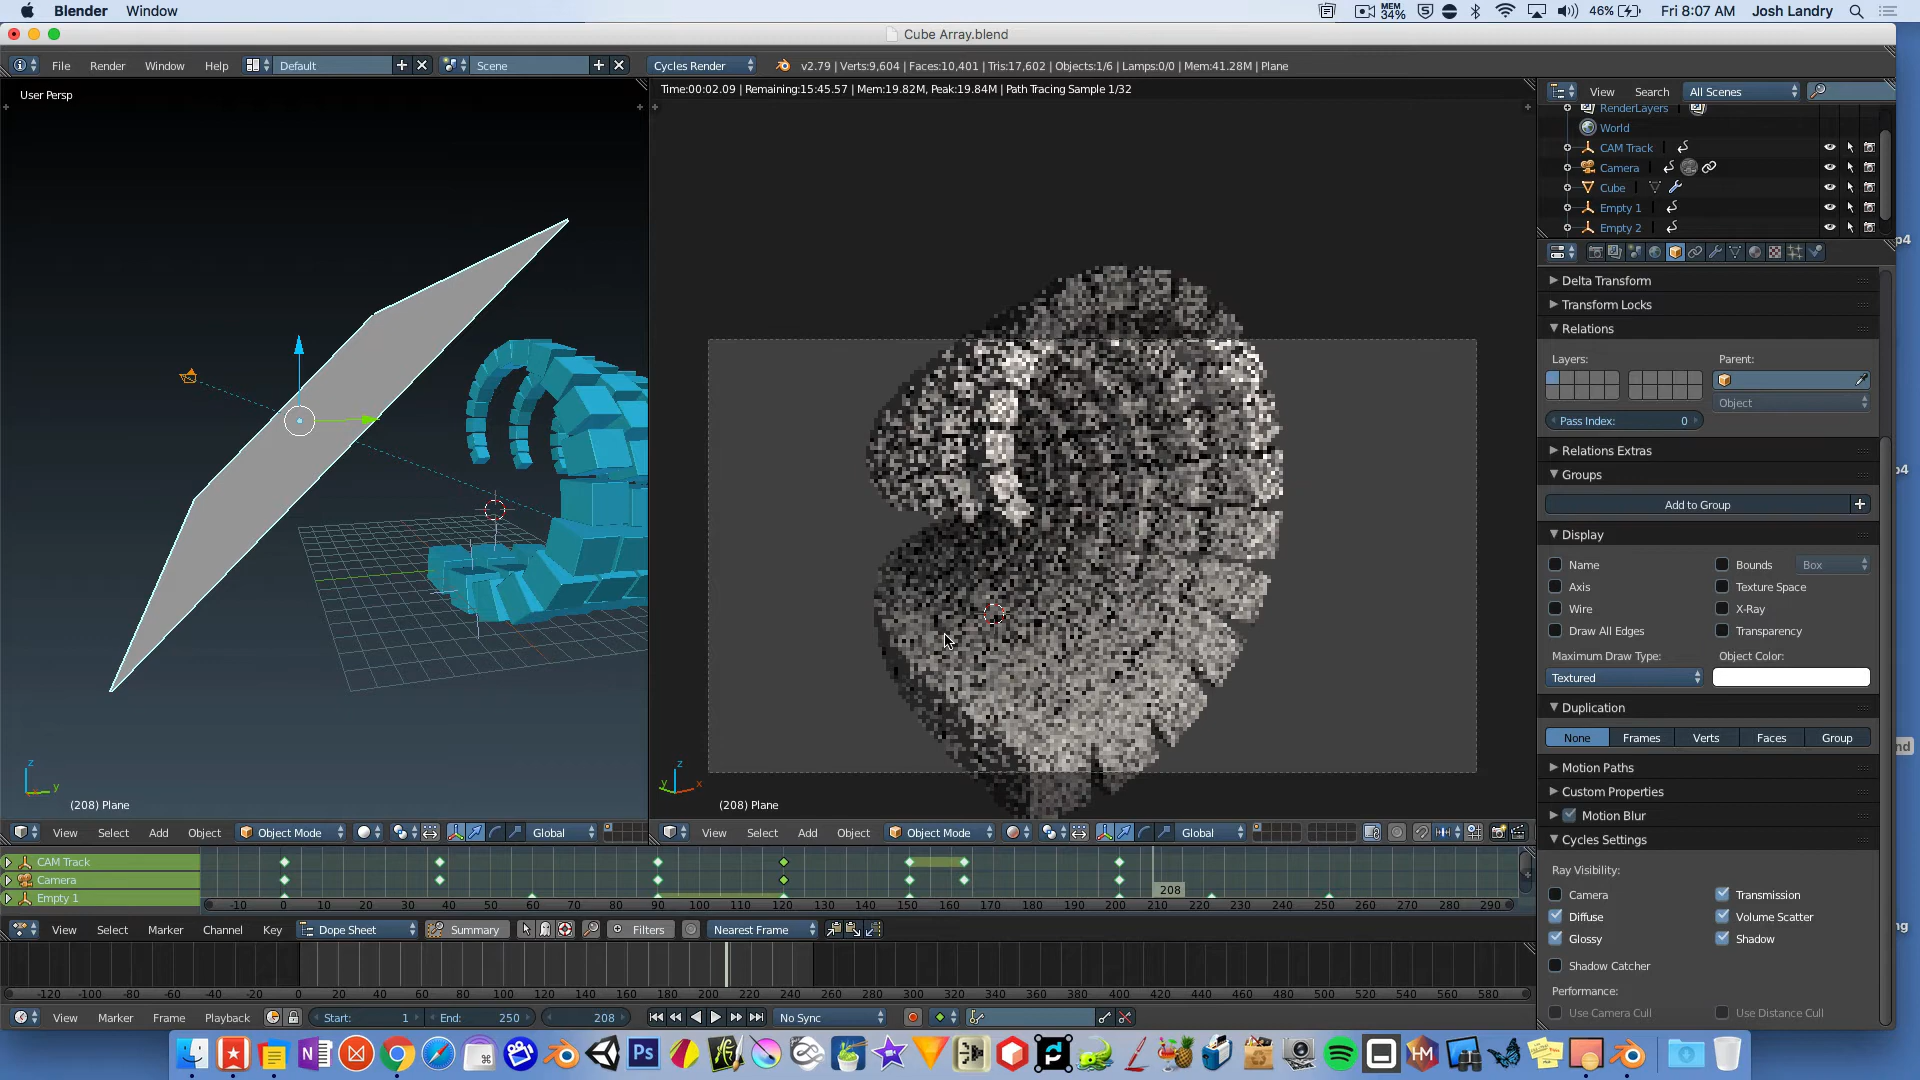 Blender Window MEM 34% 46% Fri 8:07 AM Josh Landry
Cube Array.blend
File Render Window Help Default Scene Cycles Render v2.79 | Verts:9,604 | Faces:10,401 | Tris:17,602 | Objects:1/6 | Lamps:0/0 | Mem:41.28M | Plane
User Persp
Time:00:02.09 | Remaining:15:45.57 | Mem:19.82M, Peak:19.84M | Path Tracing Sample 1/32
View Search All Scenes
RenderLayers
World
CAM Track
Camera
Cube
Empty 1
Empty 2
Delta Transform
Transform Locks
Relations
Layers: Parent:
Object
Pass Index: 0
Relations Extras
Groups
Add to Group
Display
Name Bounds Box
Axis Texture Space
Wire X-Ray
Draw All Edges Transparency
Maximum Draw Type: Object Color:
Textured
Duplication
None Frames Verts Faces Group
Motion Paths
Custom Properties
Motion Blur
Cycles Settings
Ray Visibility:
Camera Transmission
Diffuse Volume Scatter
Glossy Shadow
Shadow Catcher
Performance:
Use Camera Cull Use Distance Cull
z
y
(208) Plane
z
y x
(208) Plane
View Select Add Object Object Mode Global
View Select Add Object Object Mode Global
CAM Track
Camera
Empty 1
208
-10 0 10 20 30 40 50 60 70 80 90 100 110 120 130 140 150 160 170 180 190 200 210 220 230 240 250 260 270 280 290
View Select Marker Channel Key Dope Sheet Summary Filters Nearest Frame
-120 -100 -80 -60 -40 -20 0 20 40 60 80 100 120 140 160 180 200 220 240 260 280 300 320 340 360 380 400 420 440 460 480 500 520 540 560 580
View Marker Frame Playback Start: 1 End: 250 208 No Sync
p4
p4
nd
ng
N
Ps
HM